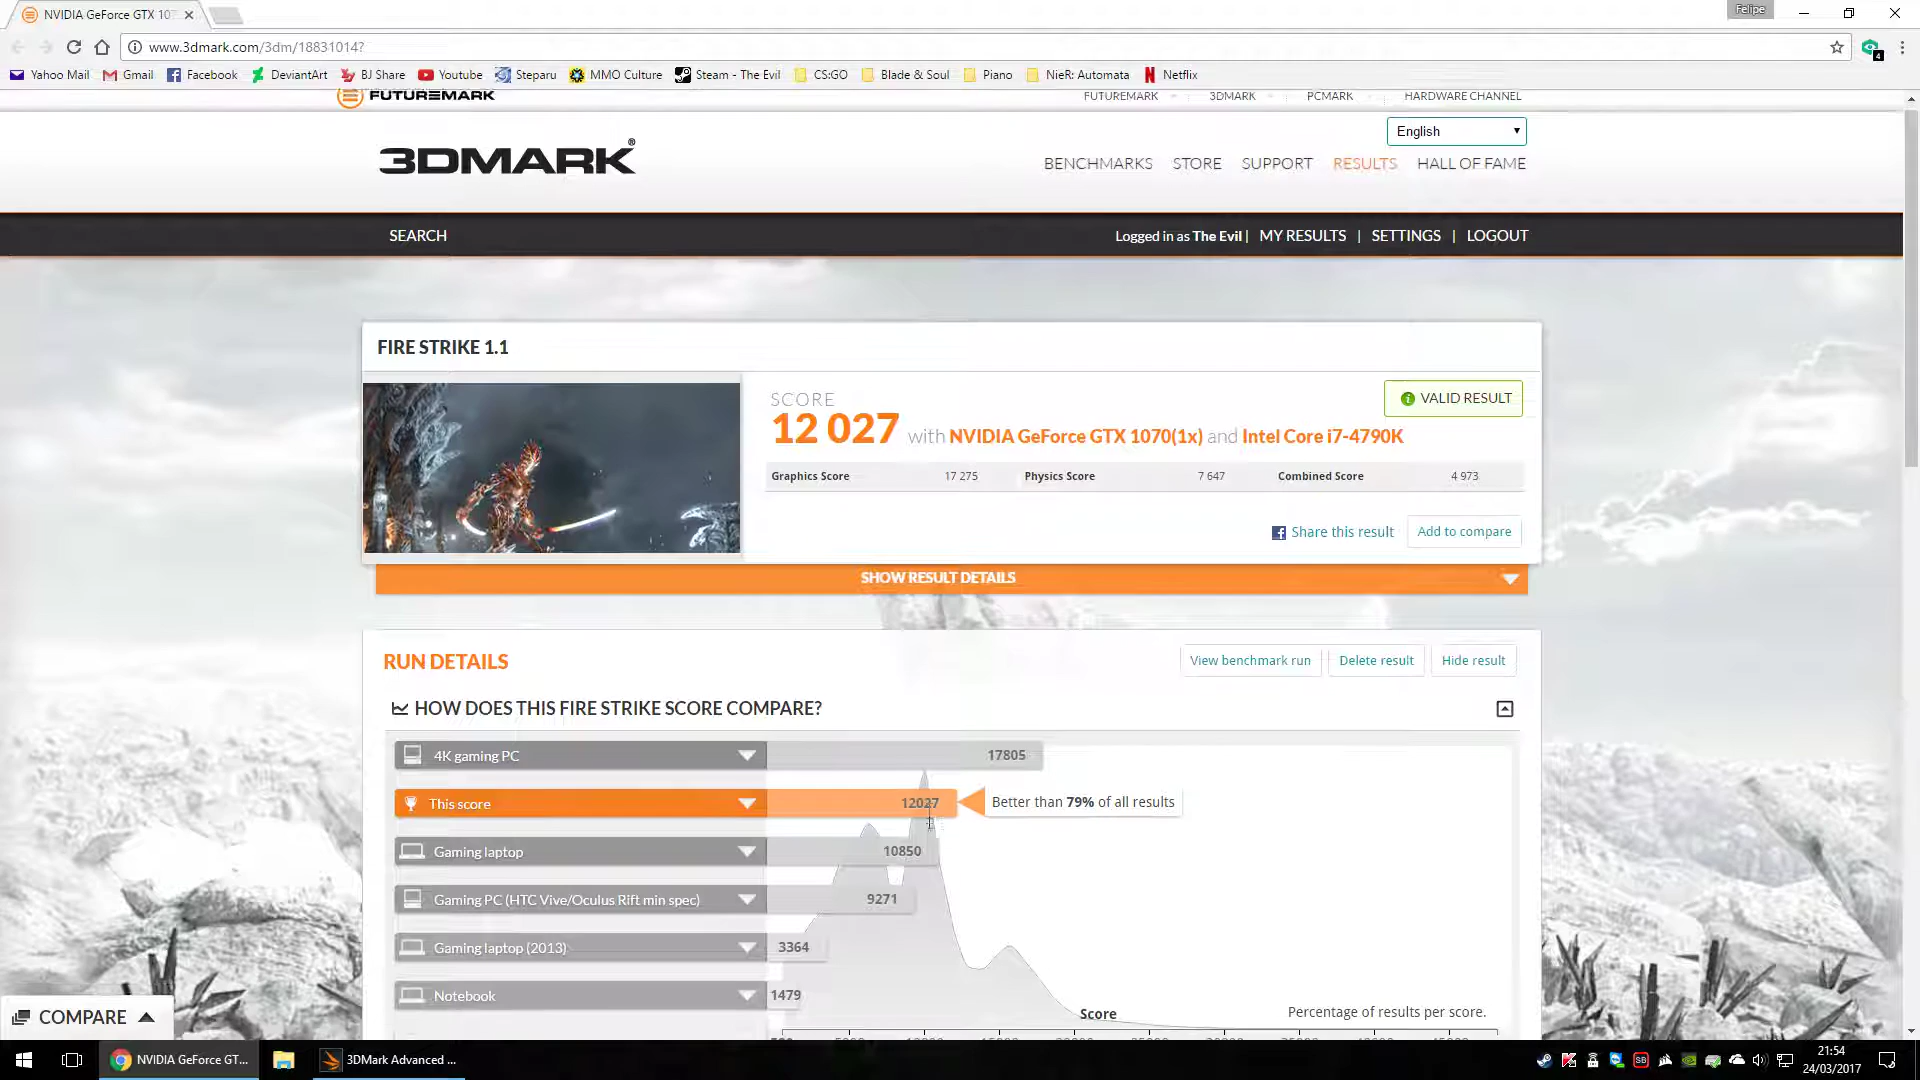 NVIDIA GeForce GTX 107
Felipe
www.3dmark.com/3dm/18831014?
4
Yahoo Mail Gmail Facebook DeviantArt BJ Share Youtube Steparu MMO Culture Steam - The Evil CS:GO Blade & Soul Piano NieR: Automata Netflix
FUTUREMARK
FUTUREMARK 3DMARK PCMARK HARDWARE CHANNEL
English
3DMARK®
BENCHMARKS STORE SUPPORT RESULTS HALL OF FAME
SEARCH
Logged in as The Evil | MY RESULTS | SETTINGS | LOGOUT
FIRE STRIKE 1.1
SCORE
VALID RESULT
12 027 with NVIDIA GeForce GTX 1070(1x) and Intel Core i7-4790K
Graphics Score 17 275 Physics Score 7 647 Combined Score 4 973
Share this result Add to compare
SHOW RESULT DETAILS
RUN DETAILS
View benchmark run Delete result Hide result
HOW DOES THIS FIRE STRIKE SCORE COMPARE?
4K gaming PC 17805
This score 12027 Better than 79% of all results
Gaming laptop 10850
Gaming PC (HTC Vive/Oculus Rift min spec) 9271
Gaming laptop (2013) 3364
Notebook 1479
Score Percentage of results per score.
COMPARE
NVIDIA GeForce GT... 3DMark Advanced ...
21:54
24/03/2017